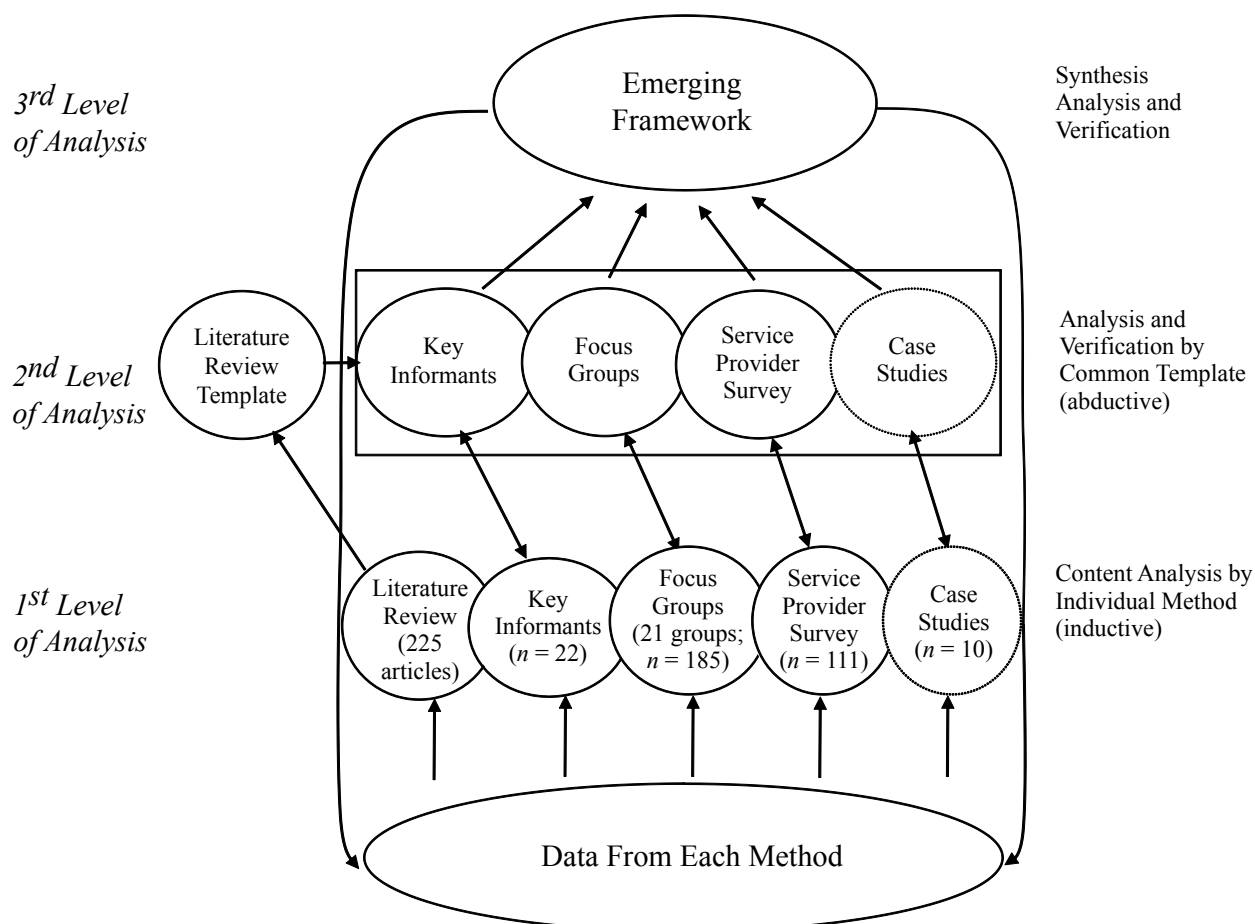 Emerging
Framework
3rd Level
of Analysis
Synthesis
Analysis and
Verification
2nd Level
of Analysis
Literature
Review
Template
Key
Informants
Focus
Groups
Service
Provider
Survey
Case
Studies
Analysis and
Verification by
Common Template
(abductive)
1st Level
of Analysis
Literature
Review
(225
articles)
Key
Informants
(n = 22)
Focus
Groups
(21 groups;
n = 185)
Service
Provider
Survey
(n = 111)
Case
Studies
(n = 10)
Content Analysis by
Individual Method
(inductive)
Data From Each Method